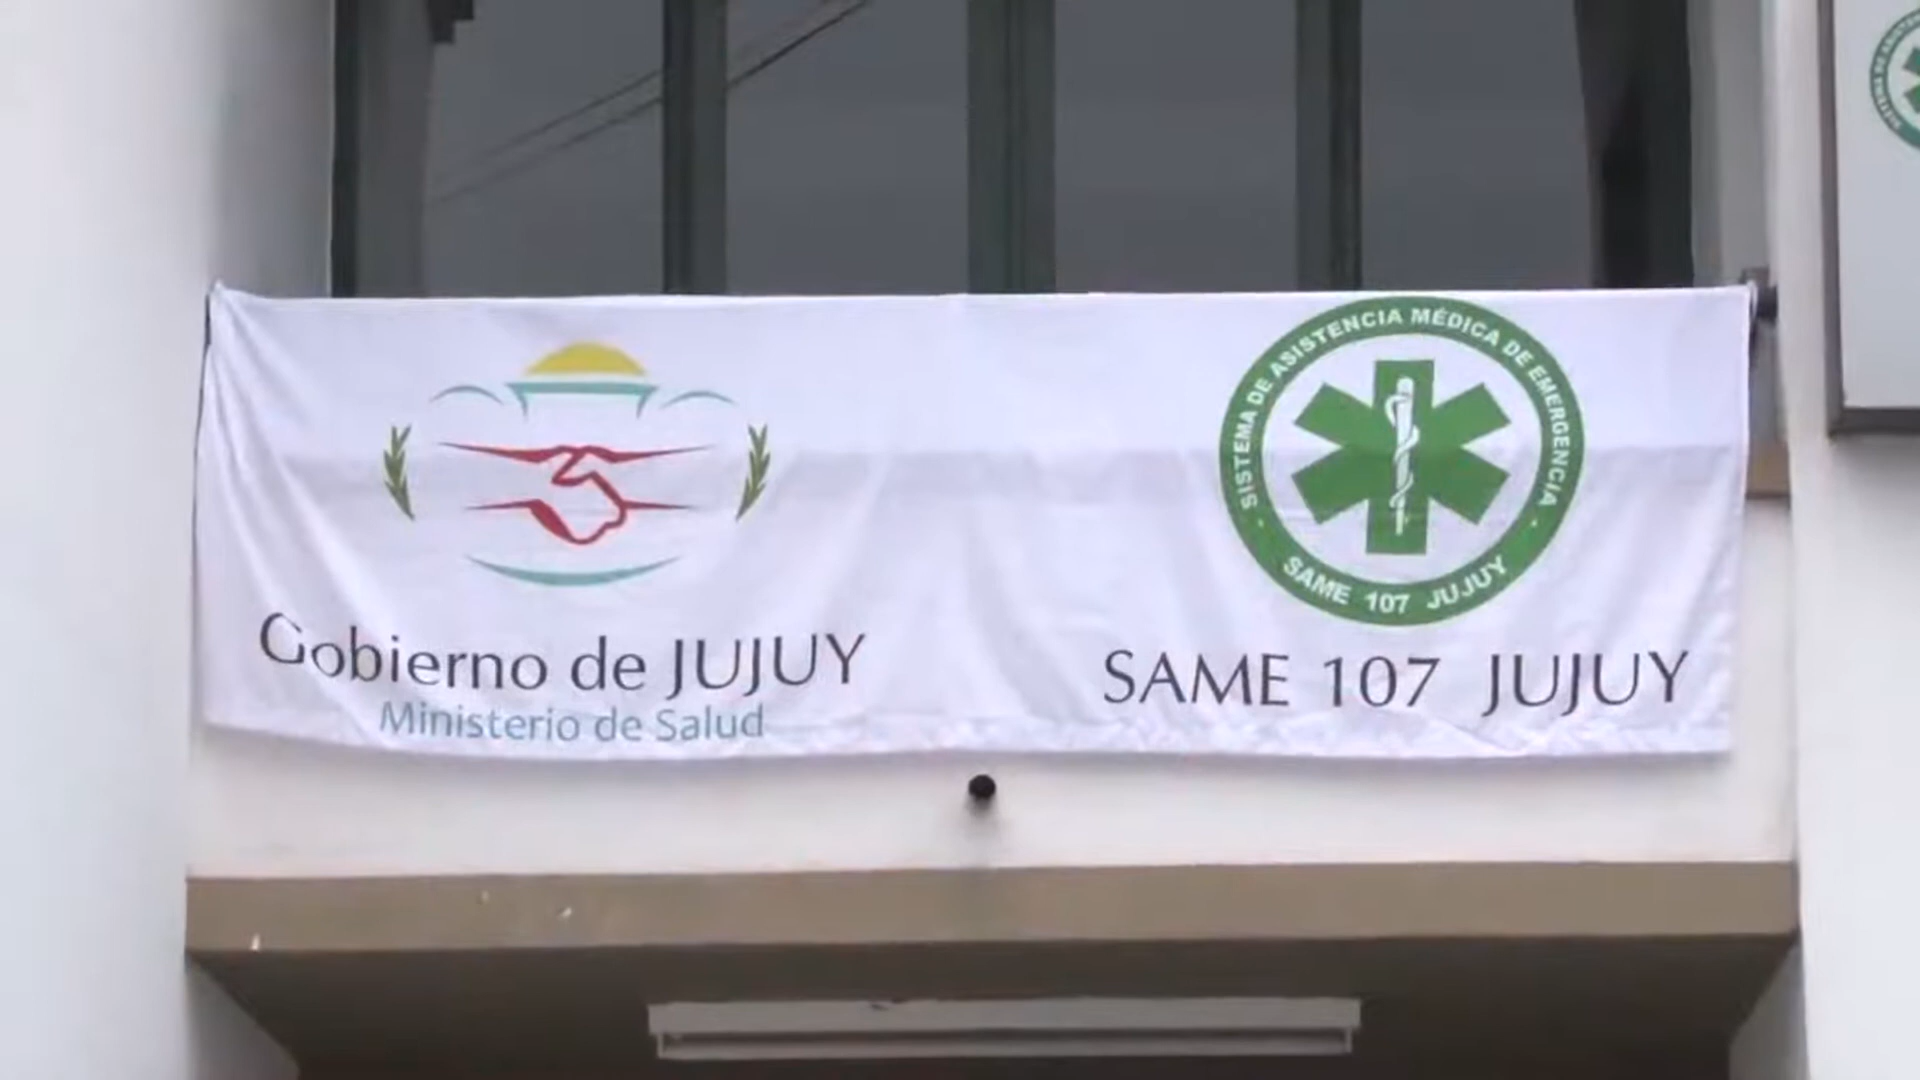 Gobierno de JUJUY
Ministerio de Salud
· SISTEMA DE ASISTENCIA MÉDICA DE EMERGENCIA ·
SAME 107 JUJUY
SAME 107 JUJUY